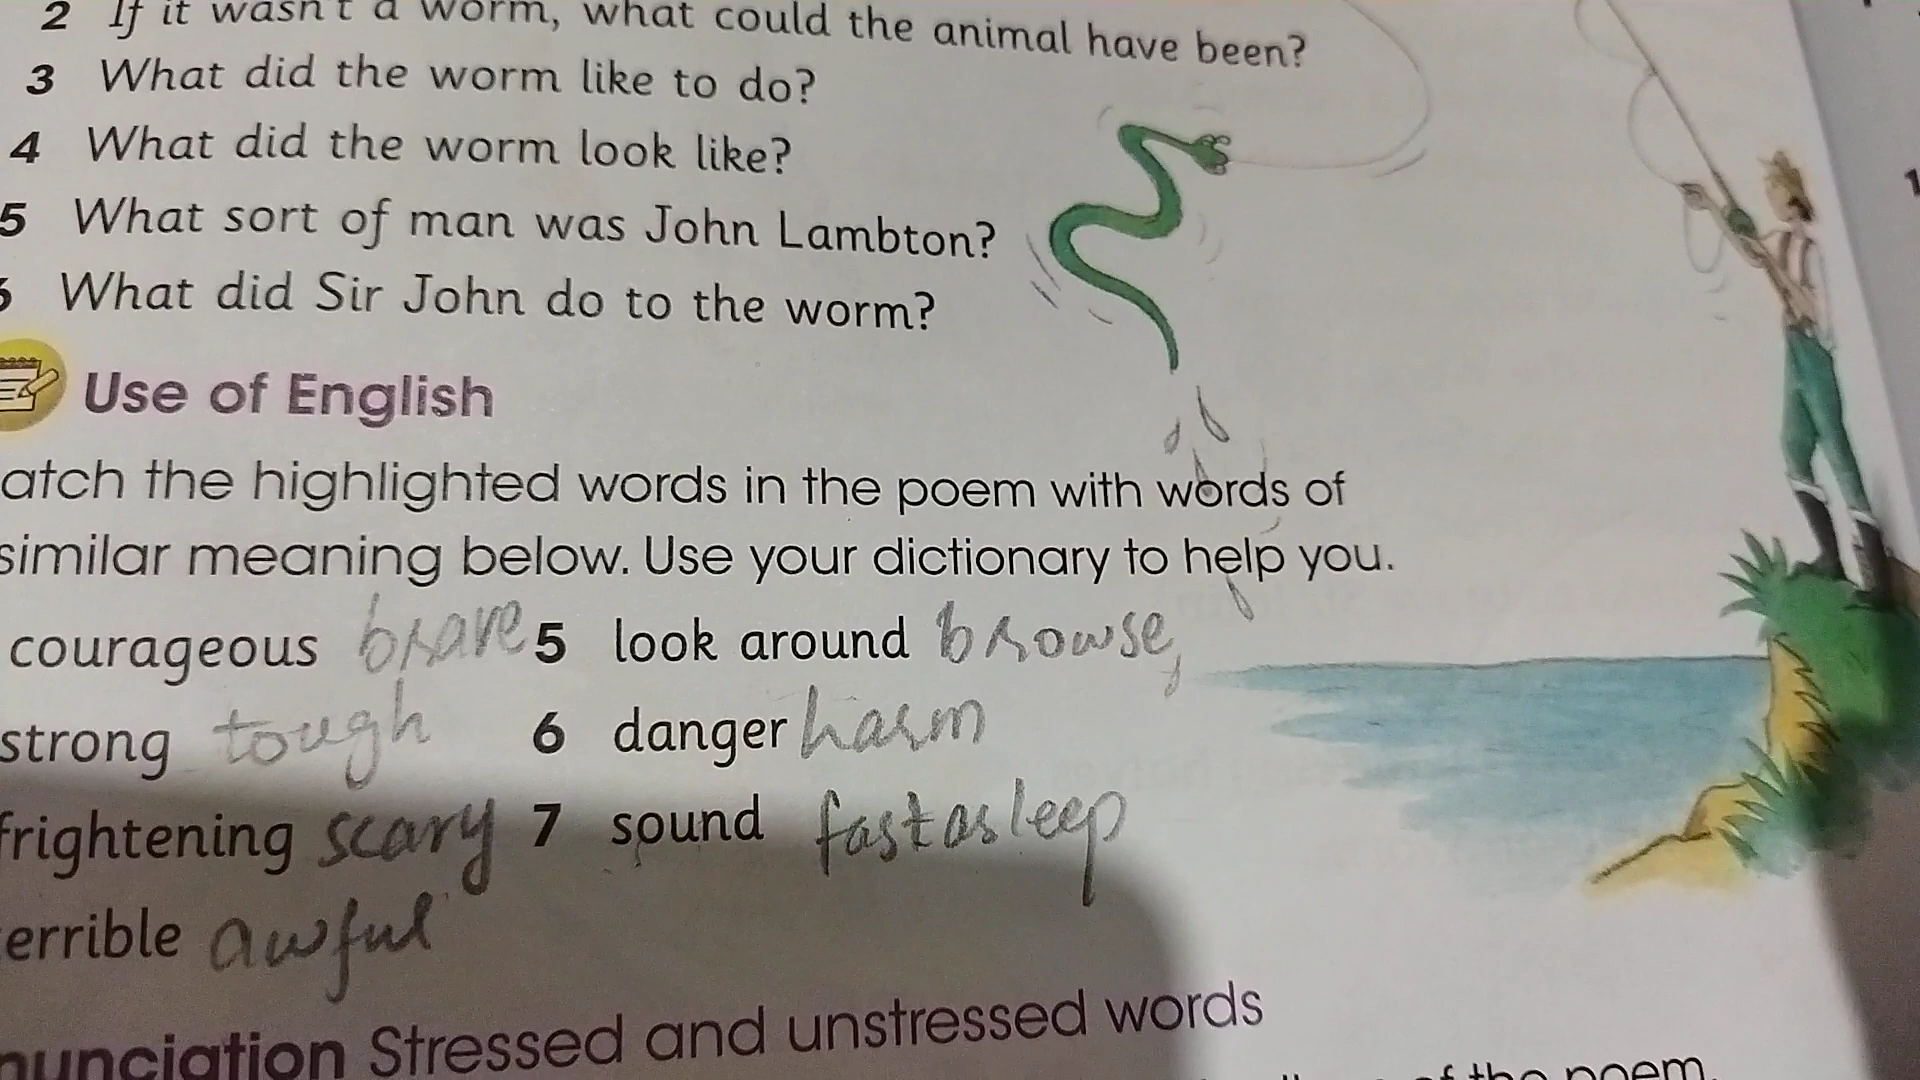 2 If it wasn't a worm, what could the animal have been?
3 What did the worm like to do?
4 What did the worm look like?
5 What sort of man was John Lambton?
What did Sir John do to the worm?
Use of English
atch the highlighted words in the poem with words of
similar meaning below. Use your dictionary to help you.
courageous brave 5 look around browse
strong tough 6 danger harm
frightening scary 7 sound fast asleep
errible awful
nunciation Stressed and unstressed words
of the poem.
1